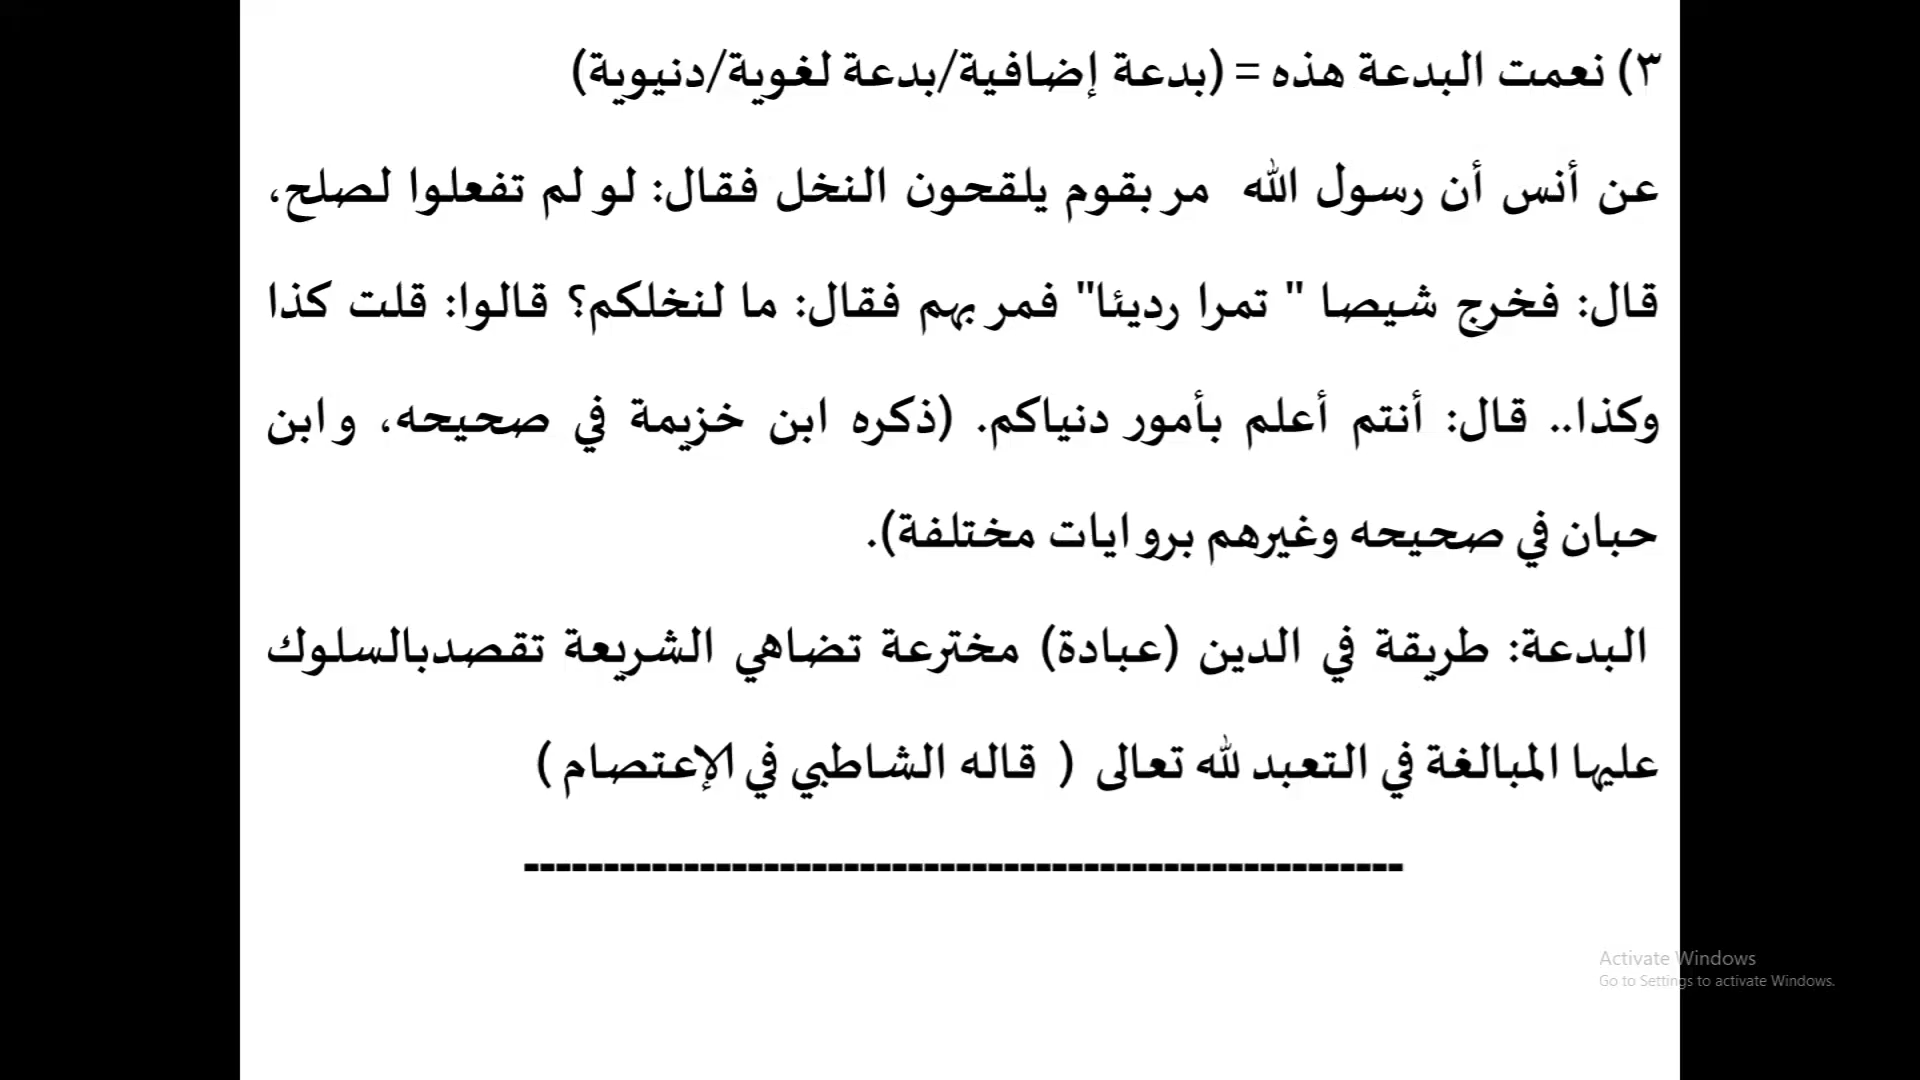 ٣) نعمت البدعة هذه = (بدعة إضافية/بدعة لغوية/دنيوية)
عن أنس أن رسول الله مر بقوم يلقحون النخل فقال: لو لم تفعلوا لصلح،
قال: فخرج شيصا " تمرا رديئا" فمر بهم فقال: ما لنخلكم؟ قالوا: قلت كذا
وكذا.. قال: أنتم أعلم بأمور دنياكم. (ذكره ابن خزيمة في صحيحه، وابن
حبان في صحيحه وغيرهم بروايات مختلفة).
البدعة: طريقة في الدين (عبادة) مخترعة تضاهي الشريعة تقصدبالسلوك
عليها المبالغة في التعبد لله تعالى ( قاله الشاطبي في الإعتصام )
-------------------------------------------------------
Activate Windows
Go to Settings to activate Windows.